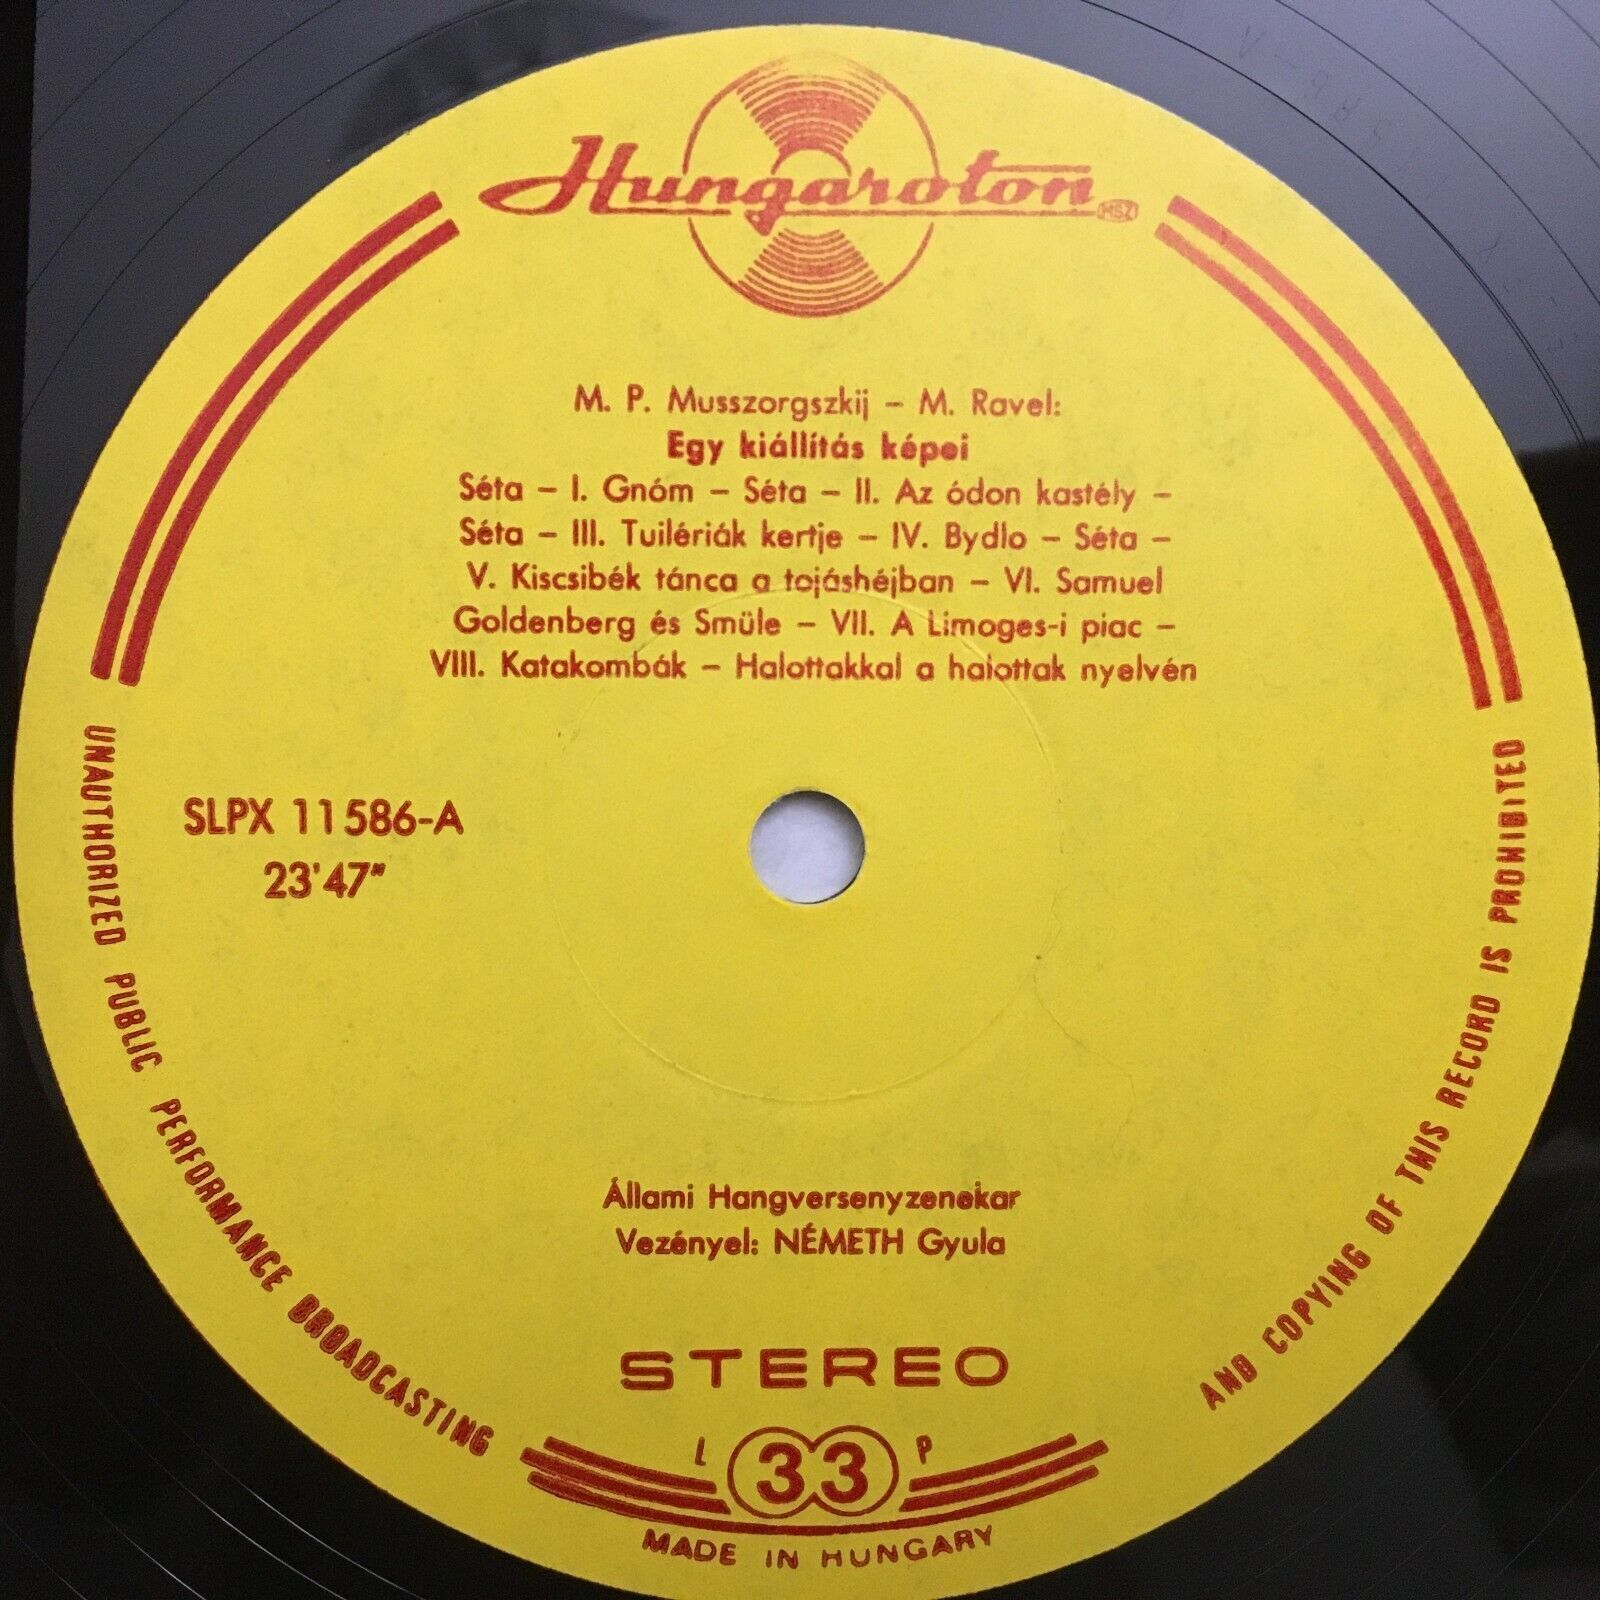 Hungaroton
MSZ
M. P. Musszorgszkij – M. Ravel:
Egy kiállítás képei
Séta – I. Gnóm – Séta – II. Az ódon kastély –
Séta – III. Tuilériák kertje – IV. Bydlo – Séta –
V. Kiscsibék tánca a tojáshéjban – VI. Samuel
Goldenberg és Smüle – VII. A Limoges-i piac –
VIII. Katakombák – Halottakkal a halottak nyelvén
SLPX 11586-A
23'47"
Állami Hangversenyzenekar
Vezényel: NÉMETH Gyula
STEREO
L 33 P
MADE IN HUNGARY
UNAUTHORIZED PUBLIC PERFORMANCE BROADCASTING
AND COPYING OF THIS RECORD IS PROHIBITED